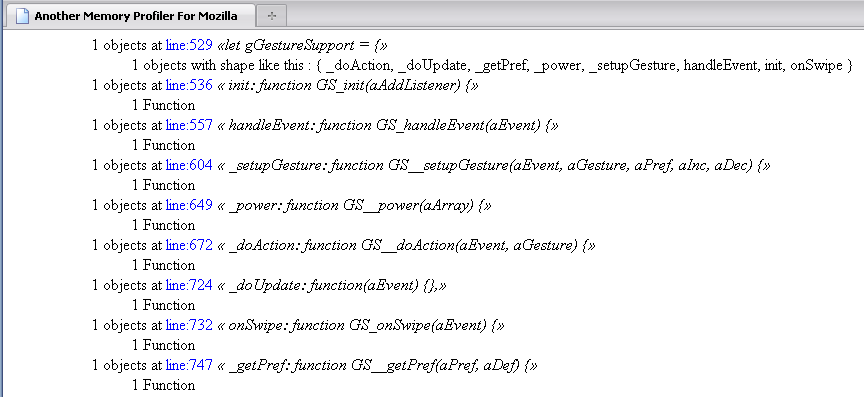 Another Memory Profiler For Mozilla
1 objects at line:529 «let gGestureSupport = {»
1 objects with shape like this : { _doAction, _doUpdate, _getPref, _power, _setupGesture, handleEvent, init, onSwipe }
1 objects at line:536 « init: function GS_init(aAddListener) {»
1 Function
1 objects at line:557 « handleEvent: function GS_handleEvent(aEvent) {»
1 Function
1 objects at line:604 « _setupGesture: function GS__setupGesture(aEvent, aGesture, aPref, aInc, aDec) {»
1 Function
1 objects at line:649 « _power: function GS__power(aArray) {»
1 Function
1 objects at line:672 « _doAction: function GS__doAction(aEvent, aGesture) {»
1 Function
1 objects at line:724 « _doUpdate: function(aEvent) {},»
1 Function
1 objects at line:732 « onSwipe: function GS_onSwipe(aEvent) {»
1 Function
1 objects at line:747 « _getPref: function GS__getPref(aPref, aDef) {»
1 Function